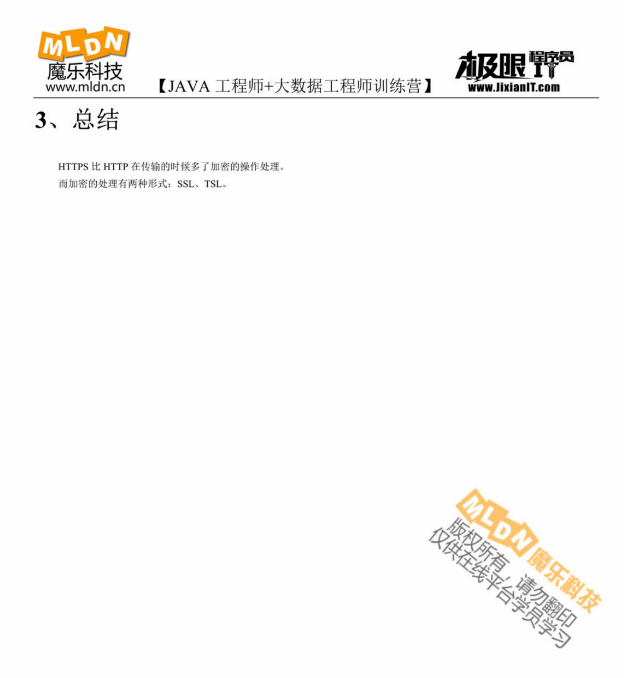 MLDN
魔乐科技
www.mldn.cn
【JAVA 工程师+大数据工程师训练营】
极限IT程序员
www.JixianIT.com
3、总结
HTTPS 比 HTTP 在传输的时候多了加密的操作处理。
而加密的处理有两种形式：SSL、TSL。
MLDN 魔乐科技
版权所有，请勿翻印
仅供在线平台学员学习